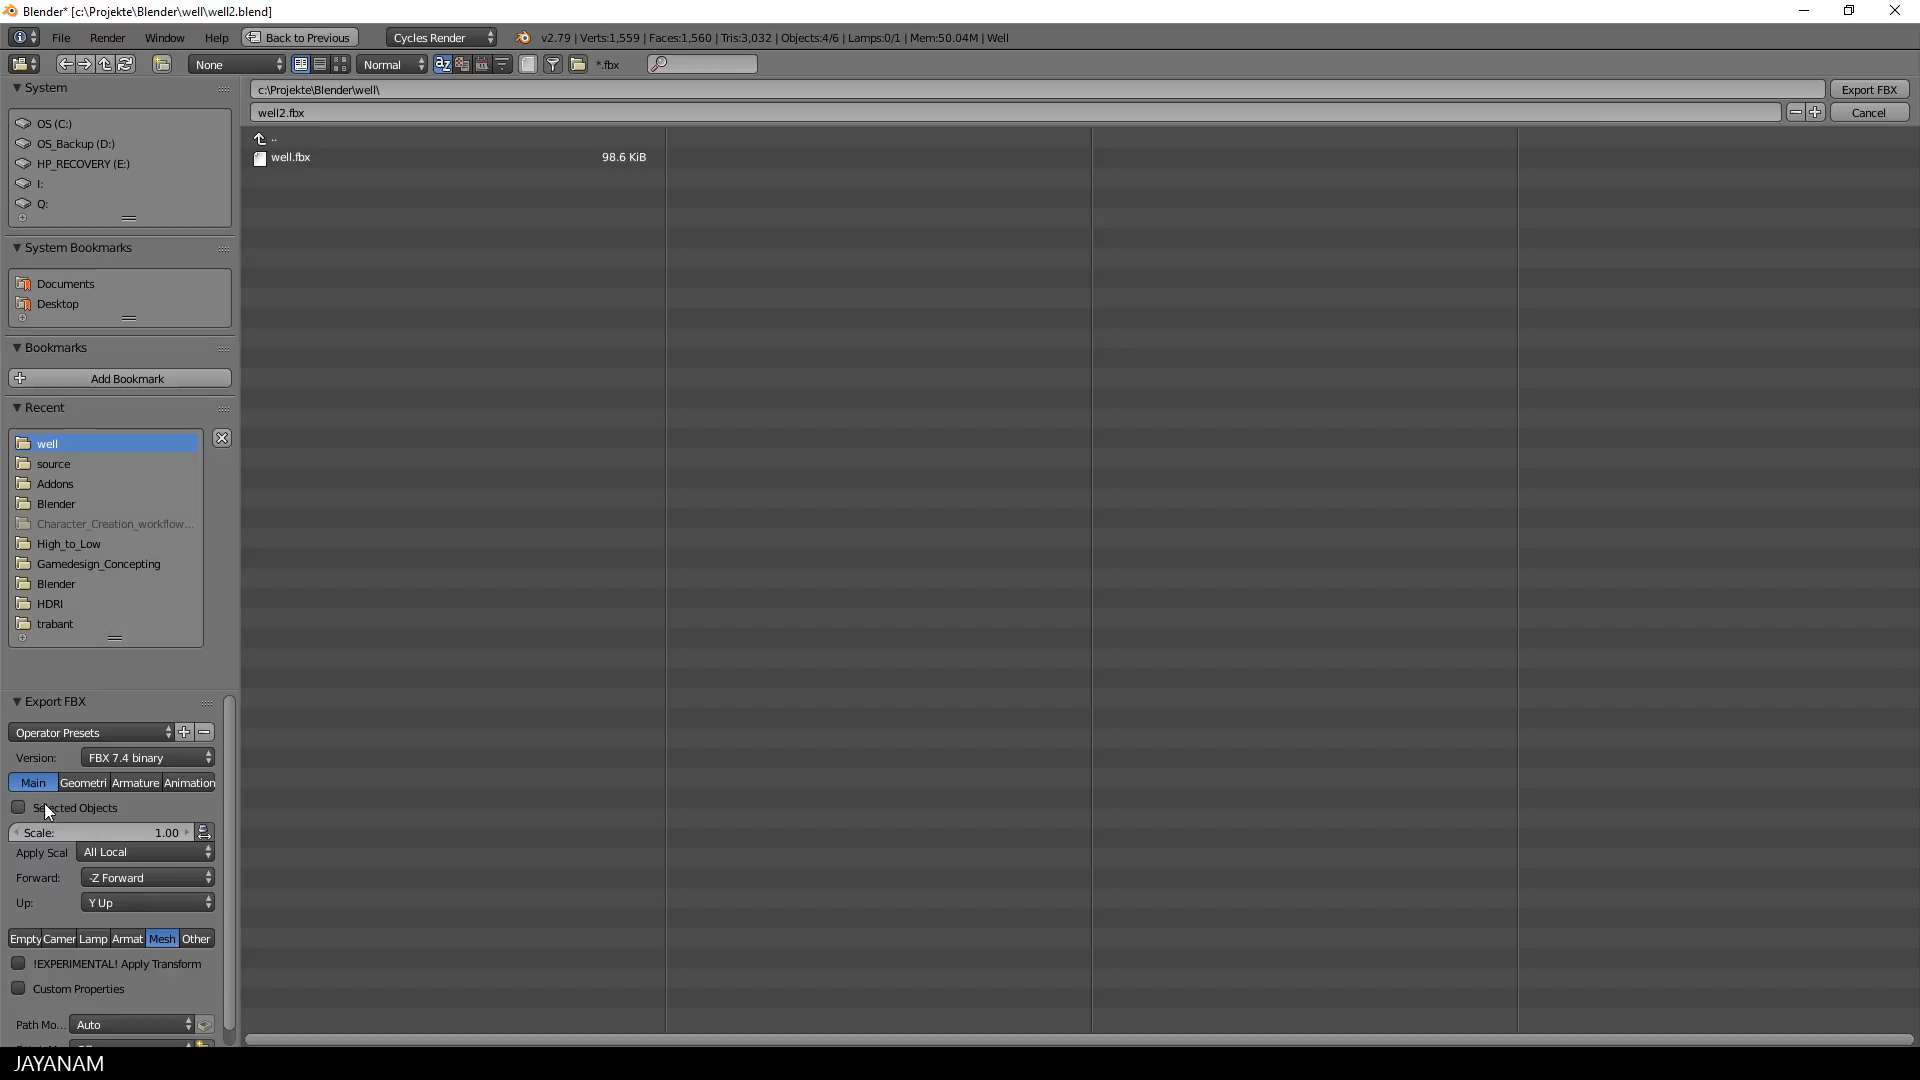 Blender* [c:\Projekte\Blender\well\well2.blend]
File Render Window Help Back to Previous Cycles Render v2.79 | Verts:1,559 | Faces:1,560 | Tris:3,032 | Objects:4/6 | Lamps:0/1 | Mem:50.04M | Well
None Normal *.fbx
System
c:\Projekte\Blender\well\ Export FBX
well2.fbx Cancel
OS (C:)
..
OS_Backup (D:)
well.fbx 98.6 KiB
HP_RECOVERY (E:)
I:
Q:
System Bookmarks
Documents
Desktop
Bookmarks
Add Bookmark
Recent
well
source
Addons
Blender
Character_Creation_workflow...
High_to_Low
Gamedesign_Concepting
Blender
HDRI
trabant
Export FBX
Operator Presets
Version: FBX 7.4 binary
Main Geometri Armature Animation
Selected Objects
Scale: 1.00
Apply Scal All Local
Forward: -Z Forward
Up: Y Up
Empty Camer Lamp Armat Mesh Other
!EXPERIMENTAL! Apply Transform
Custom Properties
Path Mo... Auto
JAYANAM